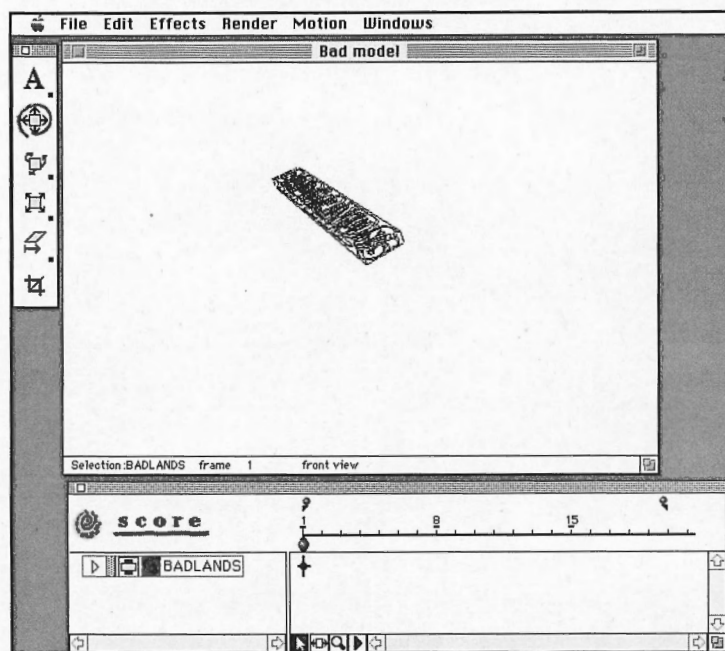 File Edit Effects Render Motion Windows
Bad model
A
Selection:BADLANDS frame 1 front view
score
1 8 15
BADLANDS